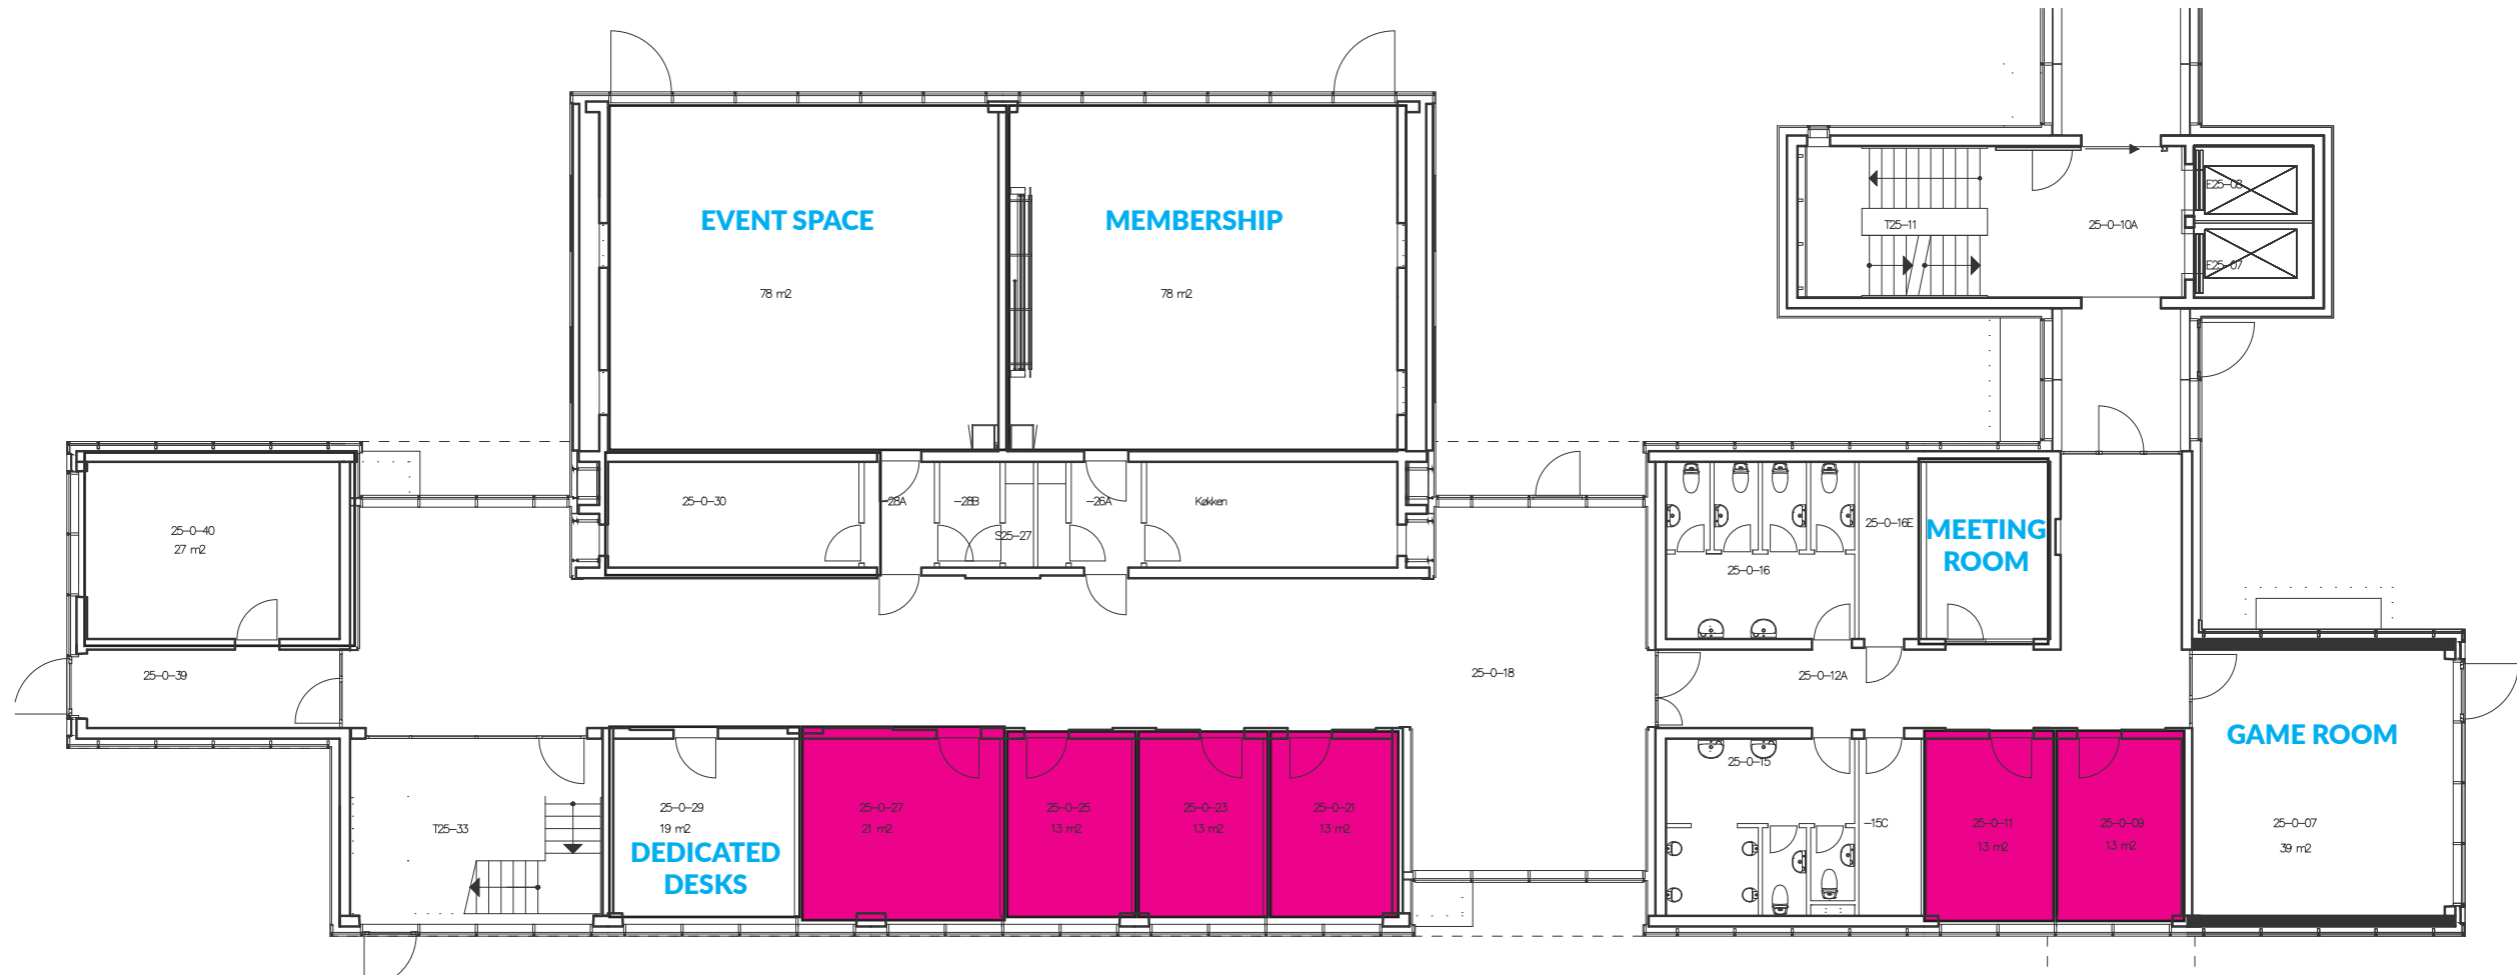 EVENT SPACE
78 m2
MEMBERSHIP
78 m2
T25-11
25-0-10A
E25-08
E25-07
25-0-40
27 m2
25-0-30
-28A
-28B
S25-27
-26A
Køkken
25-0-16E
MEETING
ROOM
25-0-16
25-0-39
25-0-18
25-0-12A
T25-33
25-0-29
19 m2
DEDICATED
DESKS
25-0-27
21 m2
25-0-25
13 m2
25-0-23
13 m2
25-0-21
13 m2
25-0-15
-15C
25-0-11
13 m2
25-0-09
13 m2
GAME ROOM
25-0-07
39 m2